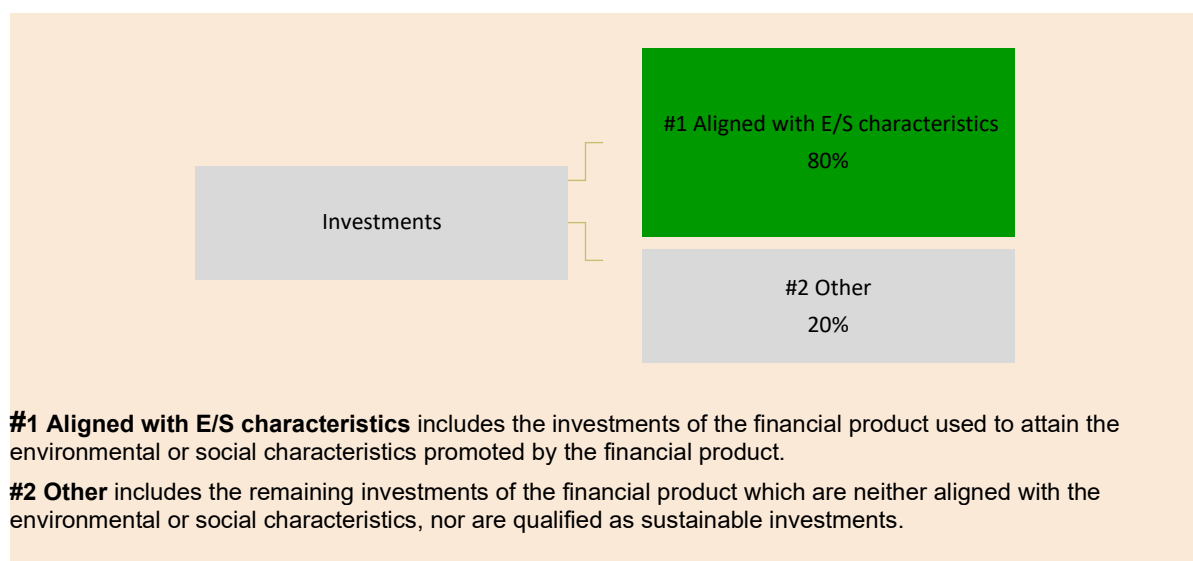 #1 Aligned with E/S characteristics
80%
Investments
#2 Other
20%
#1 Aligned with E/S characteristics includes the investments of the financial product used to attain the
environmental or social characteristics promoted by the financial product.
#2 Other includes the remaining investments of the financial product which are neither aligned with the
environmental or social characteristics, nor are qualified as sustainable investments.